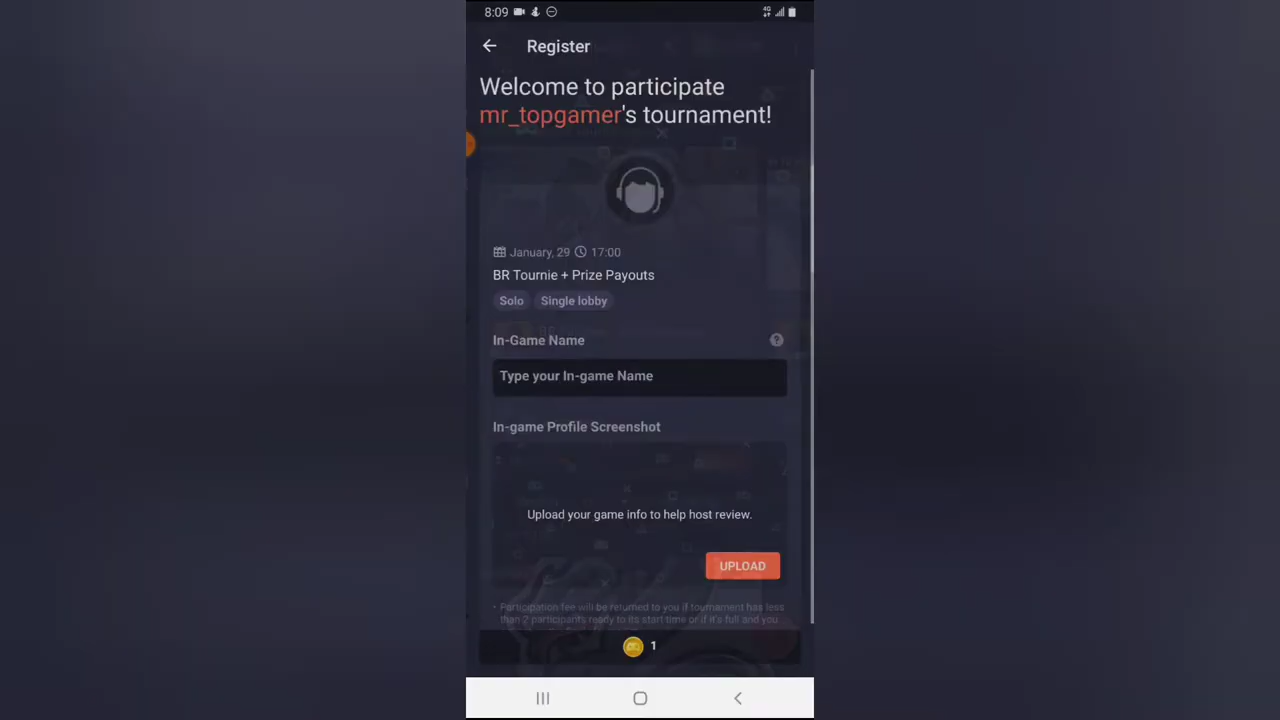 8:09
4G
Register
Welcome to participate
mr_topgamer's tournament!
January, 29 17:00
BR Tournie + Prize Payouts
Solo Single lobby
In-Game Name ?
Type your In-game Name
In-game Profile Screenshot
Upload your game info to help host review.
UPLOAD
• Participation fee will be returned to you if tournament has less
than 2 participants ready to its start time or if it's full and you
1